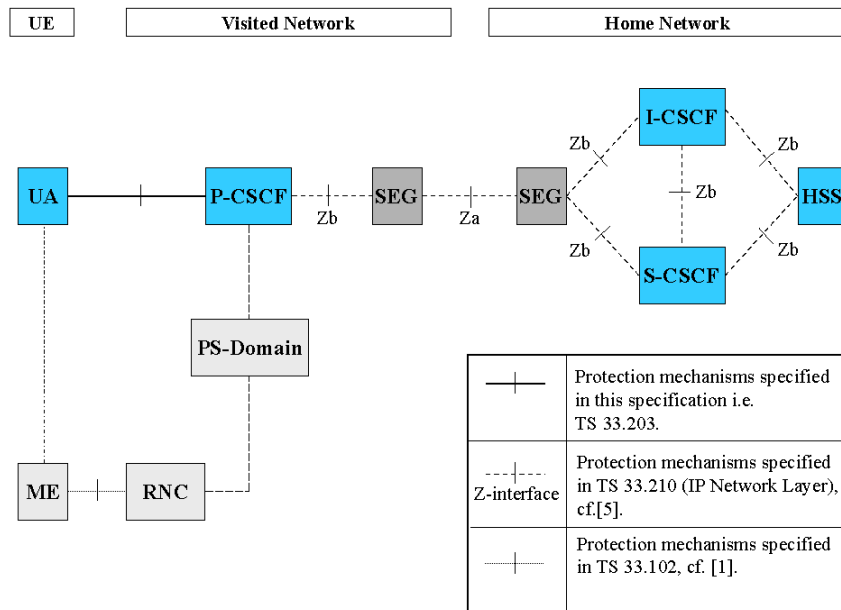 UE
Visited Network
Home Network
I-CSCF
Zb
Zb
UA
P-CSCF
Zb
SEG
Za
SEG
Zb
HSS
Zb
Zb
S-CSCF
PS-Domain
ME
RNC
Protection mechanisms specified
in this specification i.e.
TS 33.203.
Z-interface
Protection mechanisms specified
in TS 33.210 (IP Network Layer),
cf.[5].
Protection mechanisms specified
in TS 33.102, cf. [1].